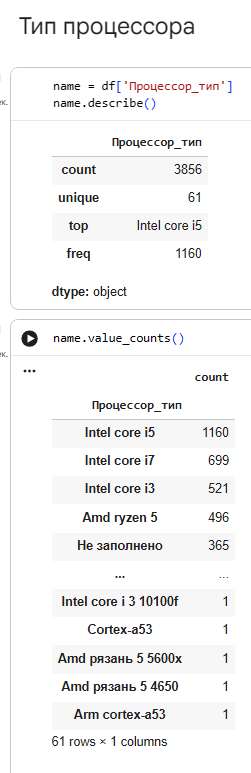 Тип процессора
name = df['Процессор_тип']
name.describe()
Процессор_тип
count 3856
unique 61
top Intel core i5
freq 1160
dtype: object
name.value_counts()
...
count
Процессор_тип
Intel core i5 1160
Intel core i7 699
Intel core i3 521
Amd ryzen 5 496
Не заполнено 365
... ...
Intel core i 3 10100f 1
Cortex-a53 1
Amd рязань 5 5600x 1
Amd рязань 5 4650 1
Arm cortex-a53 1
61 rows × 1 columns